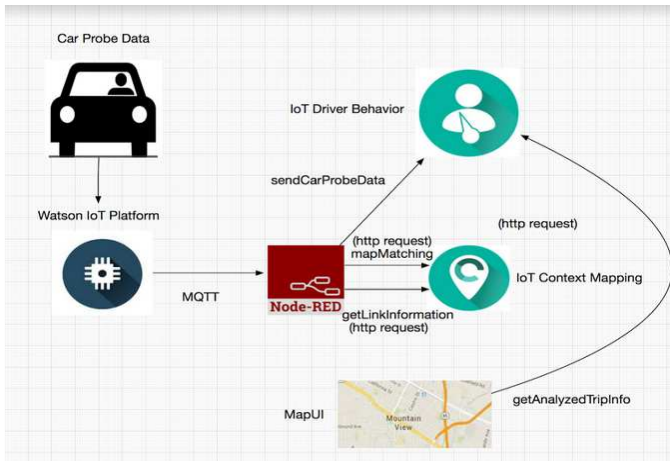 Car Probe Data
IoT Driver Behavior
sendCarProbeData
Watson IoT Platform
(http request)
(http request)
mapMatching
IoT Context Mapping
MQTT
Node-RED
getLinkInformation
(http request)
MapUI
Mountain
View
getAnalyzedTripInfo